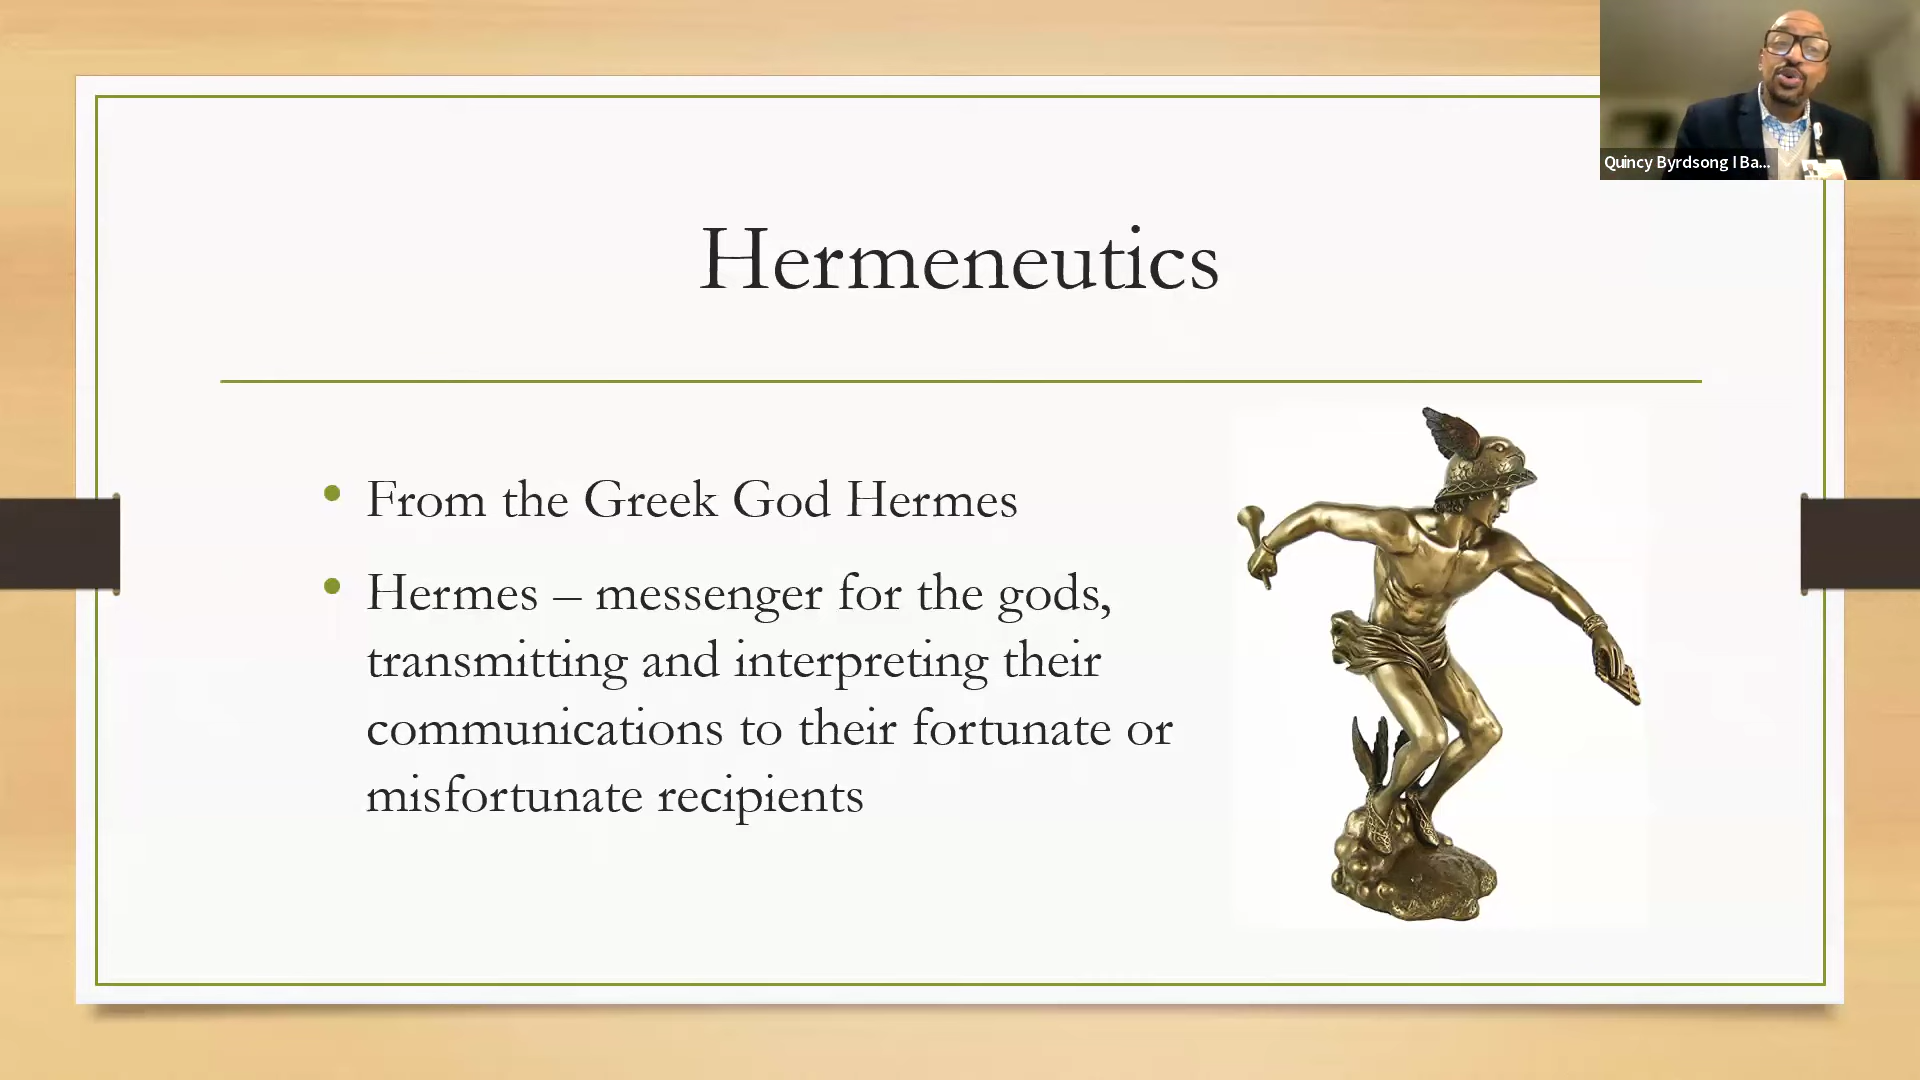 Quincy Byrdsong I Ba...
Hermeneutics
• From the Greek God Hermes
• Hermes – messenger for the gods,
transmitting and interpreting their
communications to their fortunate or
misfortunate recipients